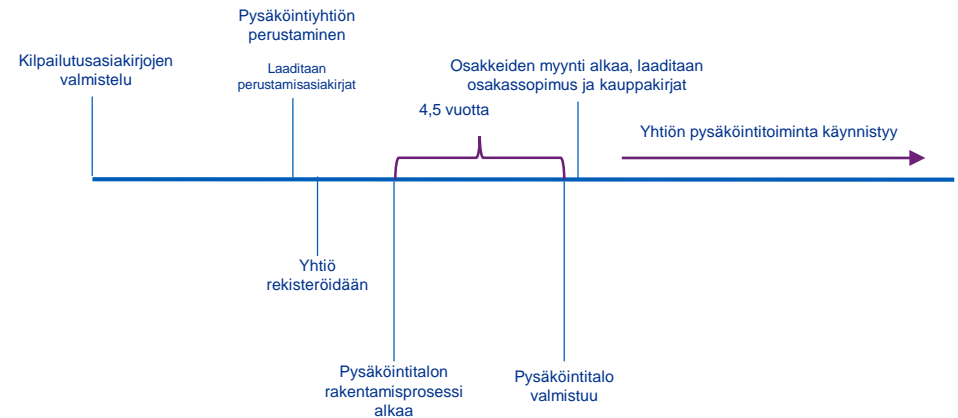 Kilpailutusasiakirjojen
valmistelu
Pysäköintiyhtiön
perustaminen
Laaditaan
perustamisasiakirjat
Osakkeiden myynti alkaa, laaditaan
osakassopimus ja kauppakirjat
4,5 vuotta
Yhtiön pysäköintitoiminta käynnistyy
Yhtiö
rekisteröidään
Pysäköintitalon
rakentamisprosessi
alkaa
Pysäköintitalo
valmistuu